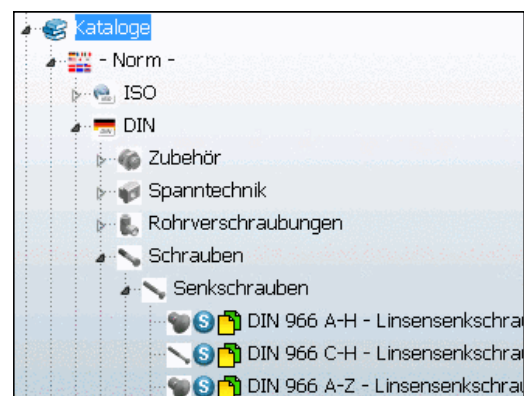 Kataloge
- Norm -
ISO
DIN
Zubehör
Spanntechnik
Rohrverschraubungen
Schrauben
Senkschrauben
S DIN 966 A-H - Linsensenkschrau
S DIN 966 C-H - Linsensenkschrau
S DIN 966 A-Z - Linsensenkschrau